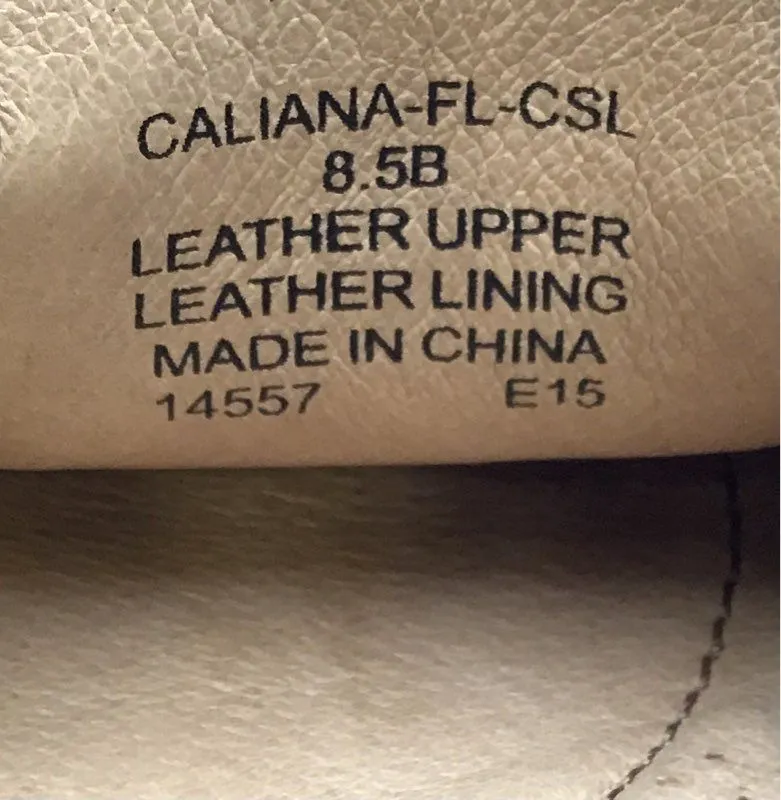 CALIANA-FL-CSL
8.5B
LEATHER UPPER
LEATHER LINING
MADE IN CHINA
14557 E15